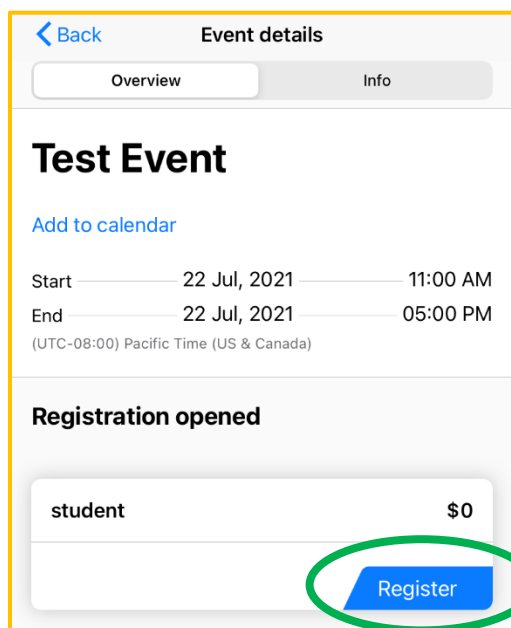 Back Event details
Overview Info
Test Event
Add to calendar
Start 22 Jul, 2021 11:00 AM
End 22 Jul, 2021 05:00 PM
(UTC-08:00) Pacific Time (US & Canada)
Registration opened
student $0
Register